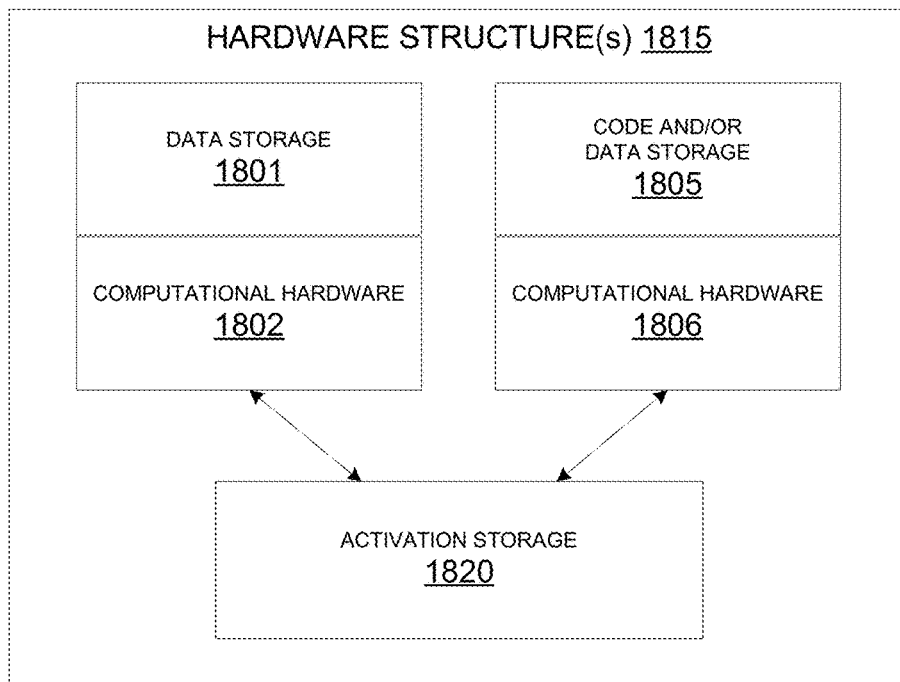 HARDWARE STRUCTURE(s) 1815
DATA STORAGE
1801
CODE AND/OR
DATA STORAGE
1805
COMPUTATIONAL HARDWARE
1802
COMPUTATIONAL HARDWARE
1806
ACTIVATION STORAGE
1820